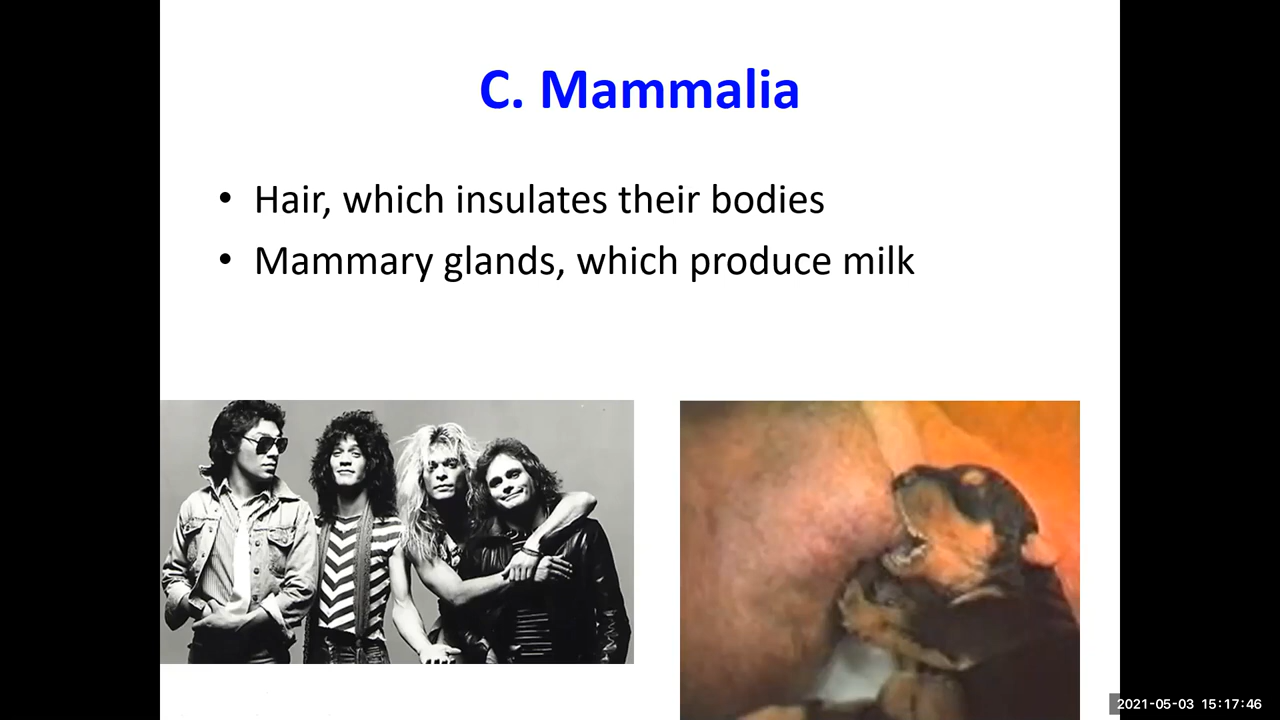 C. Mammalia
• Hair, which insulates their bodies
• Mammary glands, which produce milk
2021-05-03 15:17:46